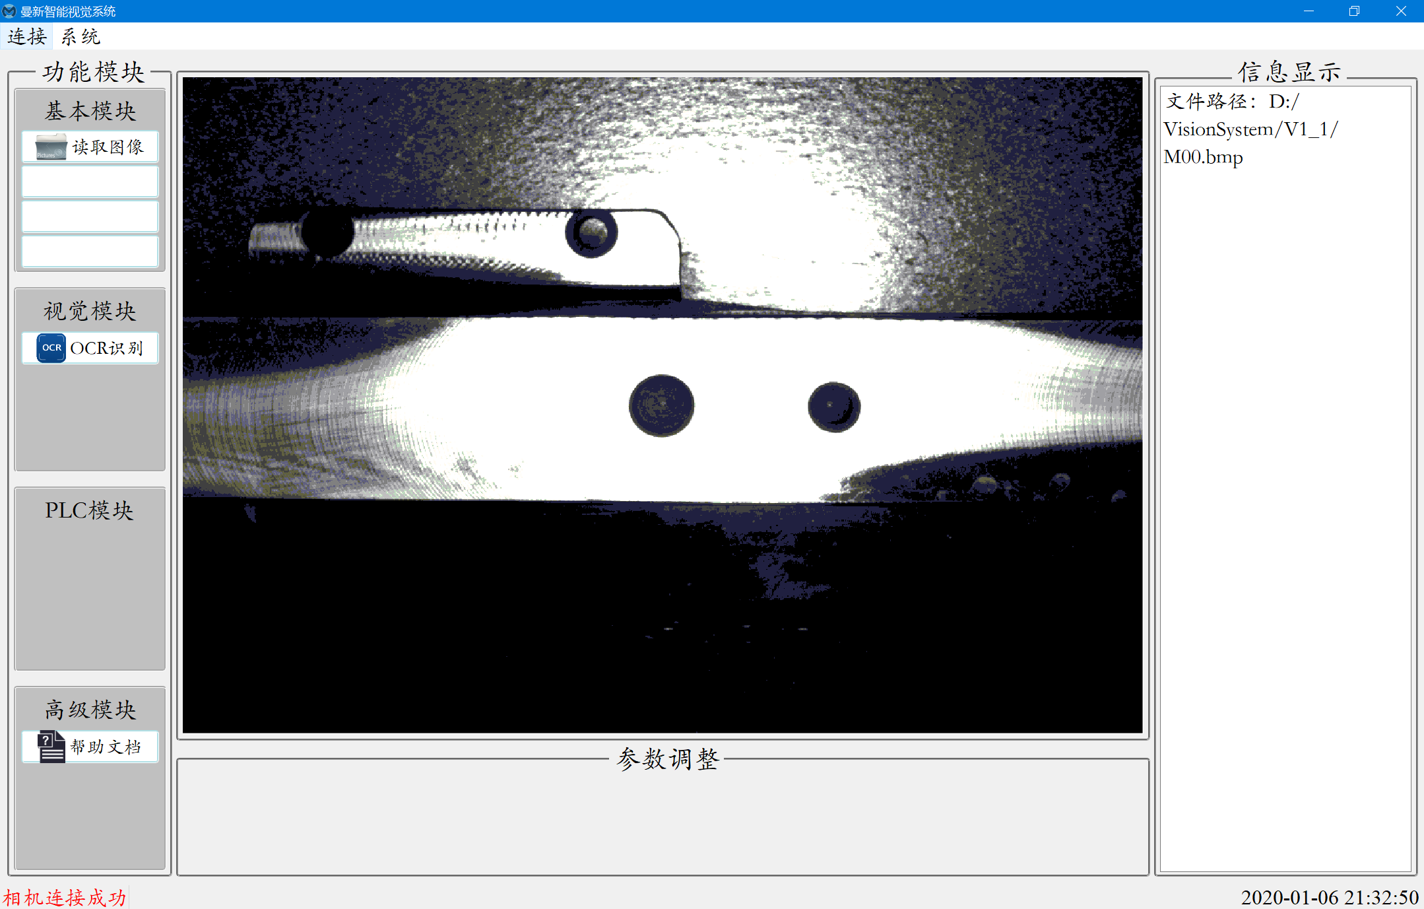 曼新智能视觉系统
连接 系统
功能模块
基本模块
读取图像
视觉模块
OCR OCR识别
PLC模块
高级模块
帮助文档
参数调整
信息显示
文件路径：D:/
VisionSystem/V1_1/
M00.bmp
相机连接成功
2020-01-06 21:32:50